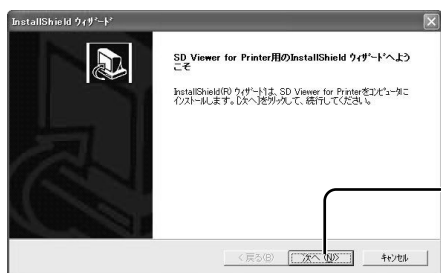 InstallShield ウィザード
SD Viewer for Printer用のInstallShield ウィザードへよう
こそ
InstallShield(R) ウィザードは、SD Viewer for Printerをコンピュータに
インストールします。[次へ]をクリックして、続行してください。
< 戻る(B)
次へ(N)>
キャンセル